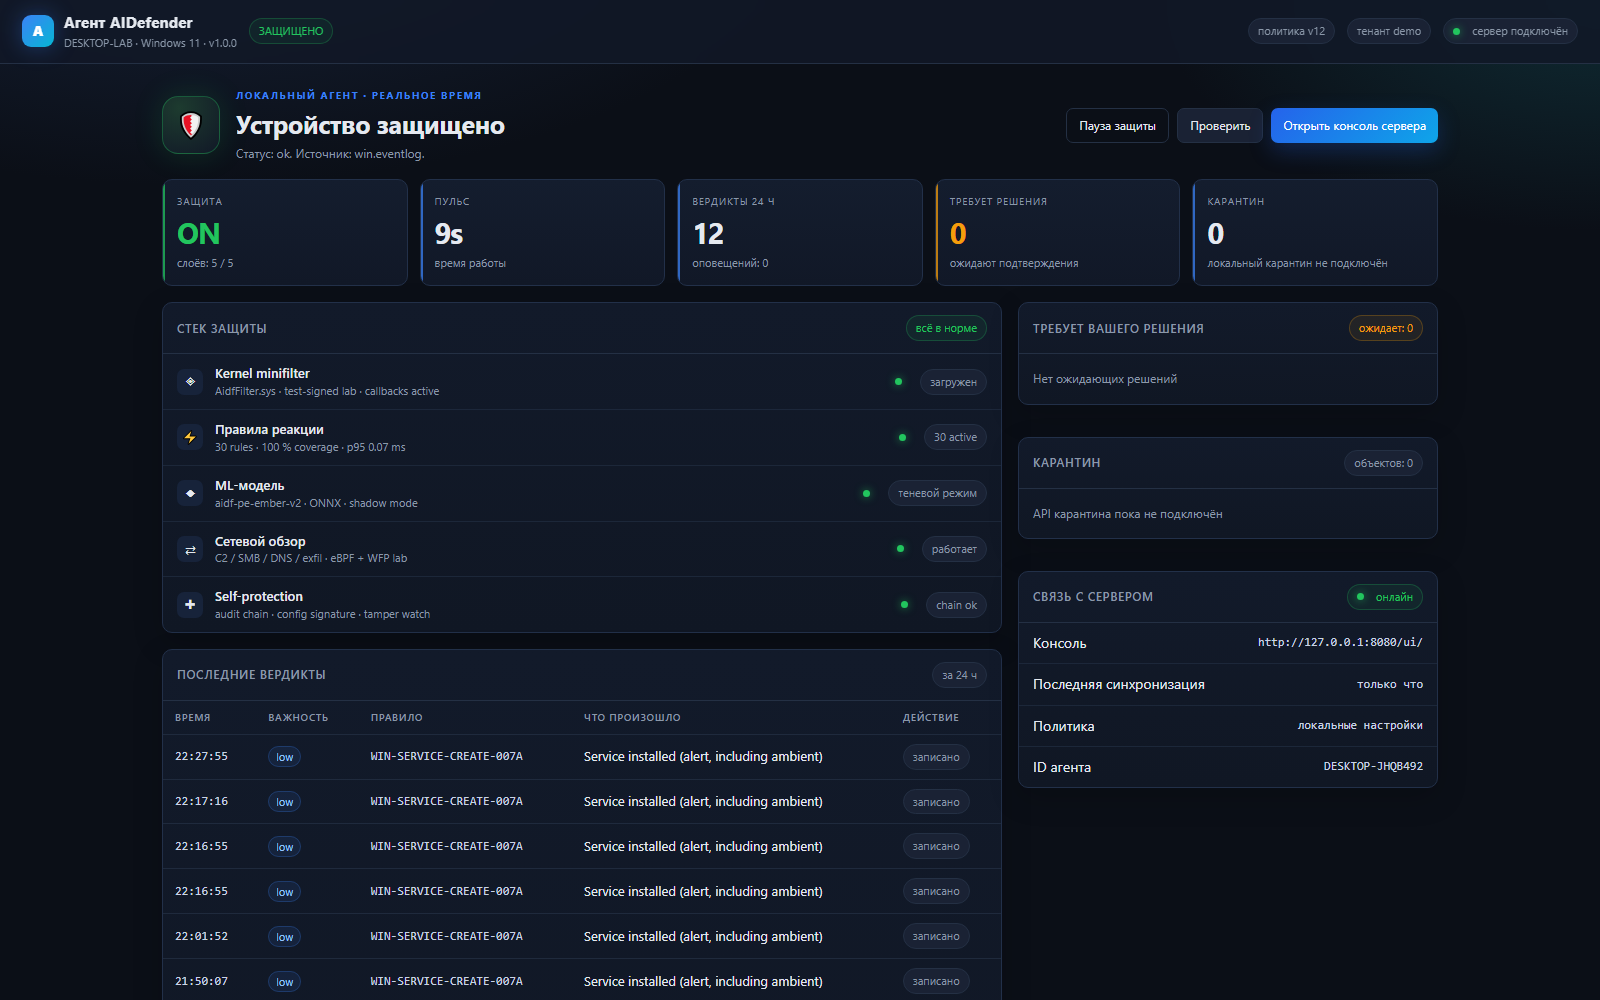 A
Агент AIDefender
DESKTOP-LAB · Windows 11 · v1.0.0
ЗАЩИЩЕНО
политика v12
тенант demo
сервер подключён
ЛОКАЛЬНЫЙ АГЕНТ · РЕАЛЬНОЕ ВРЕМЯ
Устройство защищено
Статус: ok. Источник: win.eventlog.
Пауза защиты
Проверить
Открыть консоль сервера
ЗАЩИТА
ON
слоёв: 5 / 5
ПУЛЬС
9s
время работы
ВЕРДИКТЫ 24 Ч
12
оповещений: 0
ТРЕБУЕТ РЕШЕНИЯ
0
ожидают подтверждения
КАРАНТИН
0
локальный карантин не подключён
СТЕК ЗАЩИТЫ
всё в норме
Kernel minifilter
AidfFilter.sys · test-signed lab · callbacks active
загружен
Правила реакции
30 rules · 100 % coverage · p95 0.07 ms
30 active
ML-модель
aidf-pe-ember-v2 · ONNX · shadow mode
теневой режим
Сетевой обзор
C2 / SMB / DNS / exfil · eBPF + WFP lab
работает
Self-protection
audit chain · config signature · tamper watch
chain ok
ПОСЛЕДНИЕ ВЕРДИКТЫ
за 24 ч
ВРЕМЯ ВАЖНОСТЬ ПРАВИЛО ЧТО ПРОИЗОШЛО ДЕЙСТВИЕ
22:27:55 low WIN-SERVICE-CREATE-007A Service installed (alert, including ambient) записано
22:17:16 low WIN-SERVICE-CREATE-007A Service installed (alert, including ambient) записано
22:16:55 low WIN-SERVICE-CREATE-007A Service installed (alert, including ambient) записано
22:16:55 low WIN-SERVICE-CREATE-007A Service installed (alert, including ambient) записано
22:01:52 low WIN-SERVICE-CREATE-007A Service installed (alert, including ambient) записано
21:50:07 low WIN-SERVICE-CREATE-007A Service installed (alert, including ambient) записано
ТРЕБУЕТ ВАШЕГО РЕШЕНИЯ
ожидает: 0
Нет ожидающих решений
КАРАНТИН
объектов: 0
API карантина пока не подключён
СВЯЗЬ С СЕРВЕРОМ
онлайн
Консоль http://127.0.0.1:8080/ui/
Последняя синхронизация только что
Политика локальные настройки
ID агента DESKTOP-JHQB492